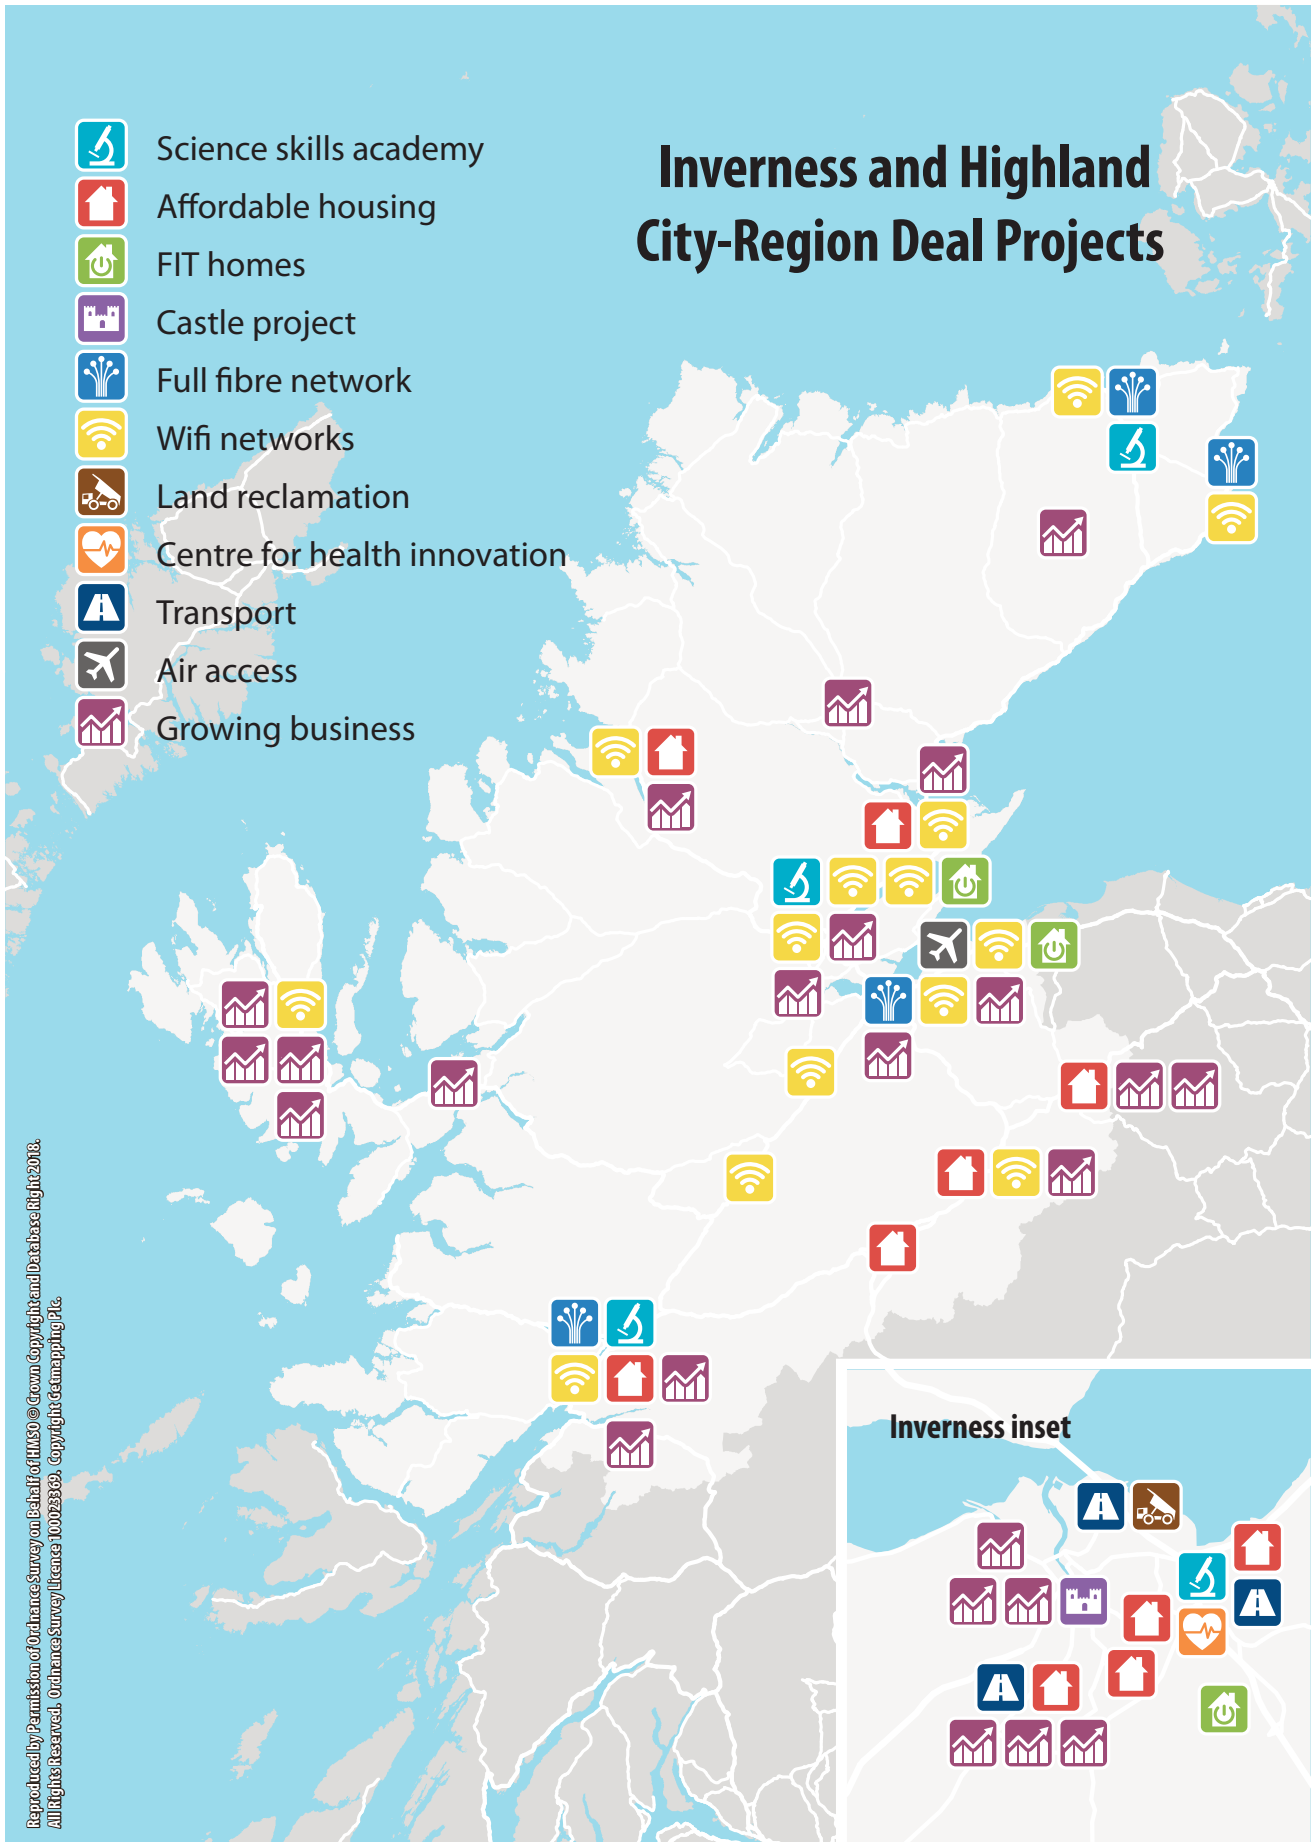 Inverness and Highland
City-Region Deal Projects
Science skills academy
Affordable housing
FIT homes
Castle project
Full fibre network
Wifi networks
Land reclamation
Centre for health innovation
Transport
Air access
Growing business
Inverness inset
Reproduced by Permission of Ordnance Survey on Behalf of HMSO © Crown Copyright and Database Right 2018.
All Rights Reserved. Ordnance Survey Licence 100023369. Copyright Getmapping Plc.